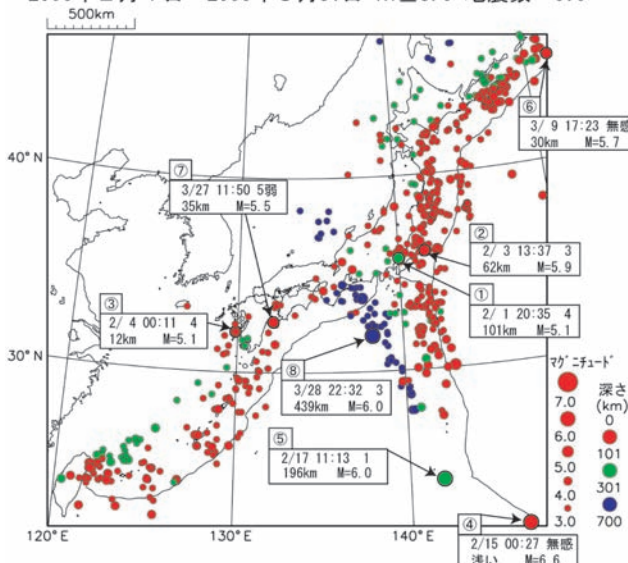 500km
⑥
3/ 9 17:23 無感
30km M=5.7
40°N
⑦
3/27 11:50 5弱
35km M=5.5
②
2/ 3 13:37 3
62km M=5.9
①
2/ 1 20:35 4
101km M=5.1
③
2/ 4 00:11 4
12km M=5.1
30°N
⑧
3/28 22:32 3
439km M=6.0
⑤
2/17 11:13 1
196km M=6.0
④
2/15 00:27 無感
浅い M=6.6
マグニチュード
7.0
6.0
5.0
4.0
3.0
深さ
(km)
0
101
301
700
120°E
130°E
140°E